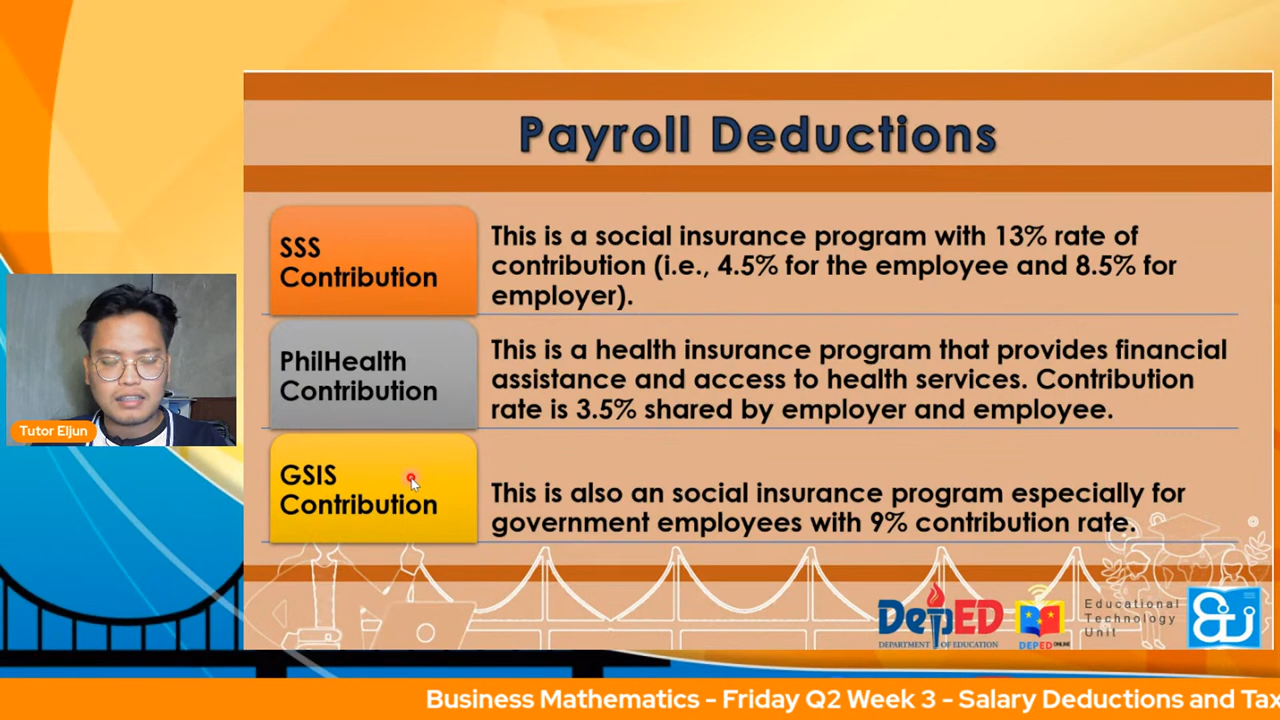 Payroll Deductions
SSS
Contribution
This is a social insurance program with 13% rate of
contribution (i.e., 4.5% for the employee and 8.5% for
employer).
PhilHealth
Contribution
This is a health insurance program that provides financial
assistance and access to health services. Contribution
rate is 3.5% shared by employer and employee.
GSIS
Contribution
This is also an social insurance program especially for
government employees with 9% contribution rate.
Tutor Eljun
DepED
DEPARTMENT OF EDUCATION
DEPED ONLINE
Educational
Technology
Unit
Business Mathematics - Friday Q2 Week 3 - Salary Deductions and Tax